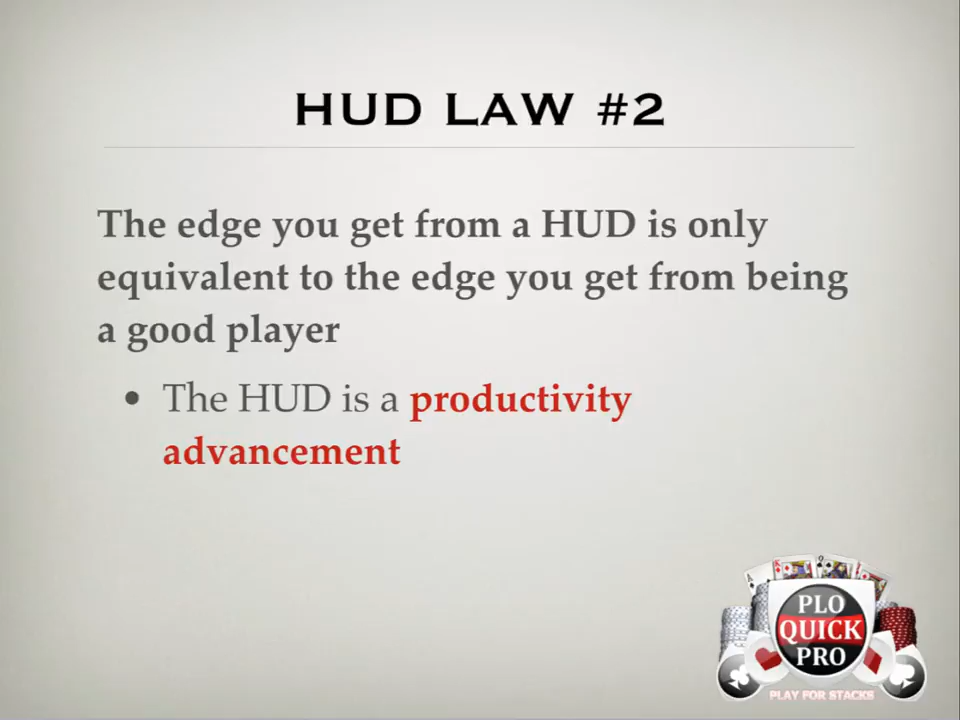 HUD LAW #2
The edge you get from a HUD is only
equivalent to the edge you get from being
a good player
• The HUD is a productivity
advancement
PLO
QUICK
PRO
PLAY FOR STACKS